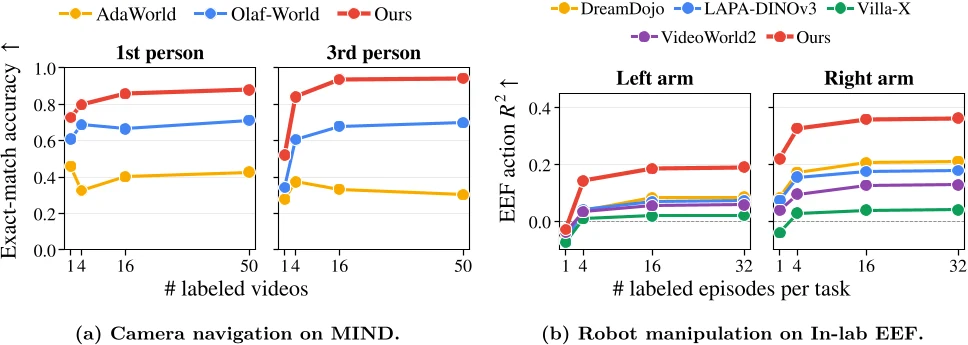 AdaWorld Olaf-World Ours
1st person 3rd person
Exact-match accuracy ↑
1.0
0.8
0.6
0.4
0.2
0.0
1 4 16 50
1 4 16 50
# labeled videos
(a) Camera navigation on MIND.
DreamDojo LAPA-DINOv3 Villa-X
VideoWorld2 Ours
Left arm Right arm
EEF action R² ↑
0.4
0.2
0.0
1 4 16 32
1 4 16 32
# labeled episodes per task
(b) Robot manipulation on In-lab EEF.